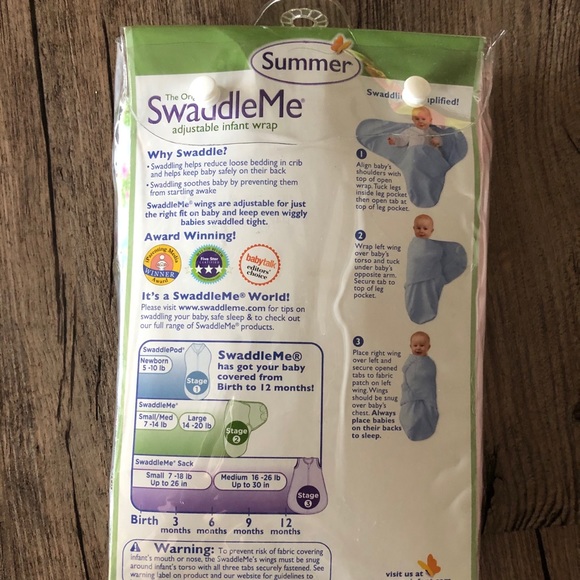 Summer
The
SwaddleMe®
adjustable infant wrap
Why Swaddle?
• Swaddling helps reduce loose bedding in crib
and helps keep baby safely on their back
• Swaddling soothes baby by preventing them
from startling awake
SwaddleMe® wings are adjustable for just
the right fit on baby and keep even wiggly
babies swaddled tight.
Award Winning!
WINNER
Award
Five Star
babytalk
editors'
choice
It's a SwaddleMe® World!
Please visit www.swaddleme.com for tips on
swaddling your baby, safe sleep & to check out
our full range of SwaddleMe® products.
SwaddlePod®
Newborn
5 -10 lb
Stage
1
SwaddleMe®
has got your baby
covered from
Birth to 12 months!
SwaddleMe®
Small/Med
7 -14 lb
Large
14 -20 lb
Stage
2
SwaddleMe® Sack
Small 7 -18 lb
Up to 26 in
Medium 16 -26 lb
Up to 30 in
Stage
3
Birth 3 6 9 12
months months months months
Warning: To prevent risk of fabric covering
infant's mouth or nose, the SwaddleMe's wings must be snug
around infant's torso with all three tabs securely fastened. See
warning label on product and our website for guidelines to
1
Align baby's
shoulders with
top of open
wrap. Tuck legs
inside leg pocket
then open tab at
top of leg pocket.
2
Wrap left wing
over baby's
torso and tuck
under baby's
opposite arm.
Secure tab to
top of leg
pocket.
3
Place right wing
over left and
secure opened
tabs to fabric
patch on left
wing. Wings
should be snug
over baby's
chest. Always
place babies
on their backs
to sleep.
visit us at